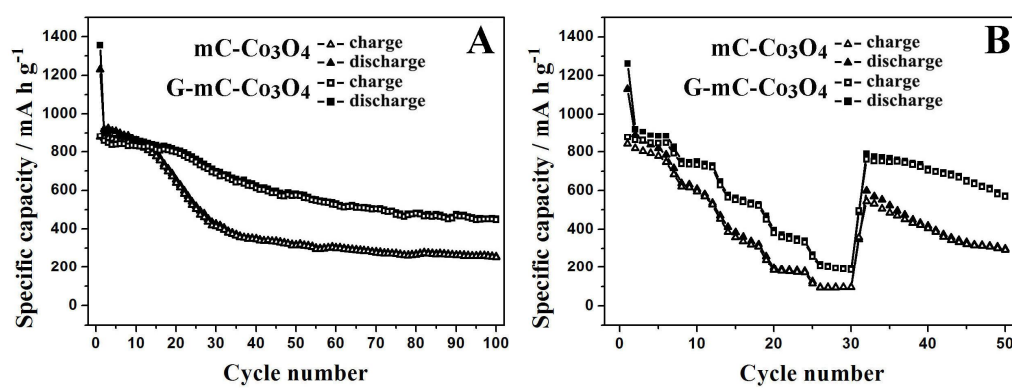 A
mC-Co₃O₄
charge
discharge
G-mC-Co₃O₄
charge
discharge
Specific capacity / mA h g⁻¹
1400
1200
1000
800
600
400
200
0
0 10 20 30 40 50 60 70 80 90 100
Cycle number
B
mC-Co₃O₄
charge
discharge
G-mC-Co₃O₄
charge
discharge
Specific capacity / mA h g⁻¹
1400
1200
1000
800
600
400
200
0
0 10 20 30 40 50
Cycle number